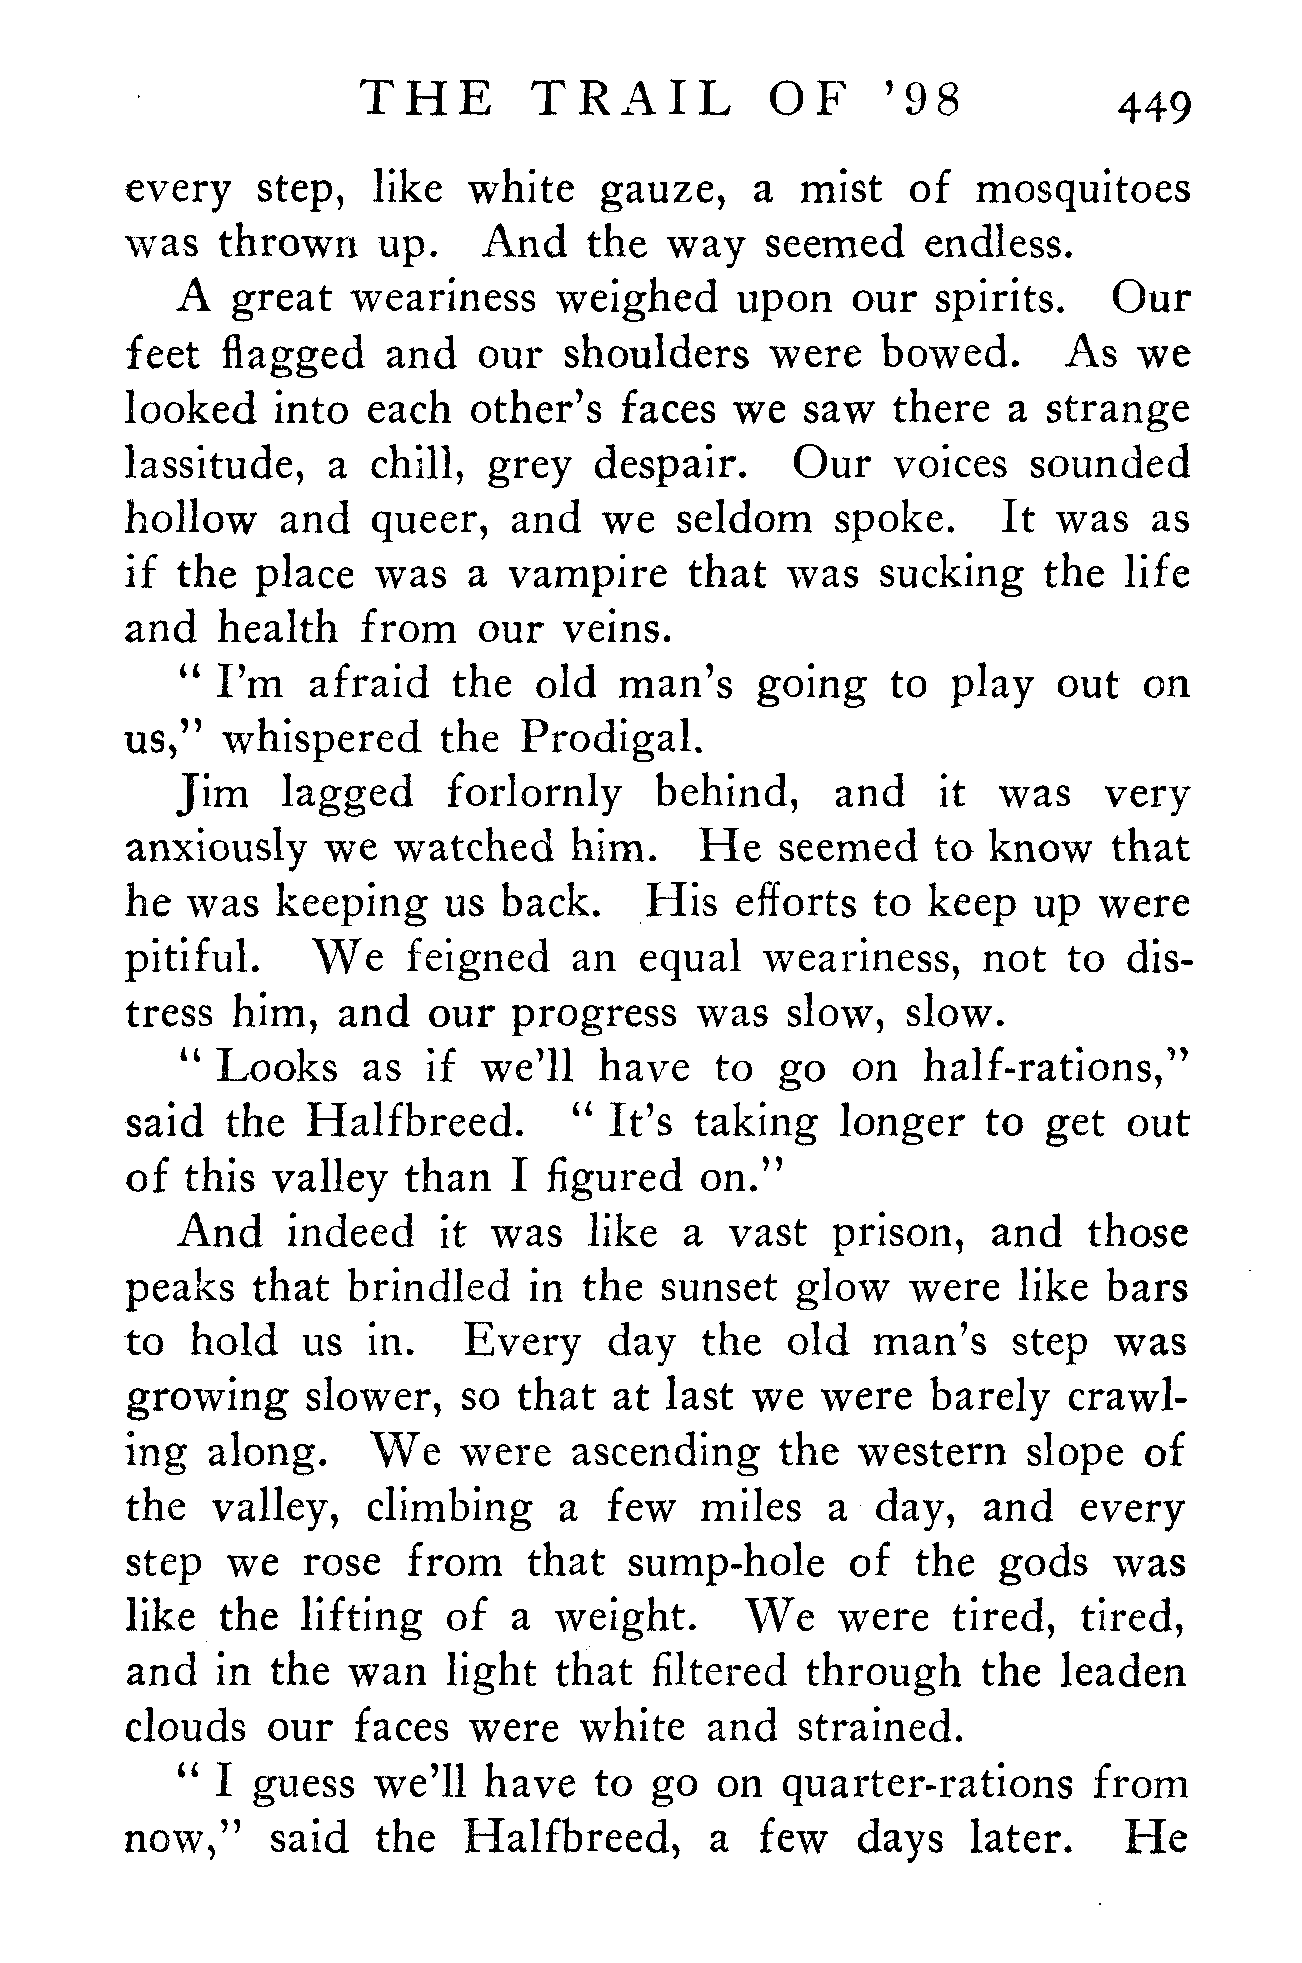 THE TRAIL OF '98 449
every step, like white gauze, a mist of mosquitoes
was thrown up. And the way seemed endless.
A great weariness weighed upon our spirits. Our
feet flagged and our shoulders were bowed. As we
looked into each other's faces we saw there a strange
lassitude, a chill, grey despair. Our voices sounded
hollow and queer, and we seldom spoke. It was as
if the place was a vampire that was sucking the life
and health from our veins.
" I'm afraid the old man's going to play out on
us," whispered the Prodigal.
Jim lagged forlornly behind, and it was very
anxiously we watched him. He seemed to know that
he was keeping us back. His efforts to keep up were
pitiful. We feigned an equal weariness, not to dis-
tress him, and our progress was slow, slow.
" Looks as if we'll have to go on half-rations,"
said the Halfbreed. " It's taking longer to get out
of this valley than I figured on."
And indeed it was like a vast prison, and those
peaks that brindled in the sunset glow were like bars
to hold us in. Every day the old man's step was
growing slower, so that at last we were barely crawl-
ing along. We were ascending the western slope of
the valley, climbing a few miles a day, and every
step we rose from that sump-hole of the gods was
like the lifting of a weight. We were tired, tired,
and in the wan light that filtered through the leaden
clouds our faces were white and strained.
" I guess we'll have to go on quarter-rations from
now," said the Halfbreed, a few days later. He